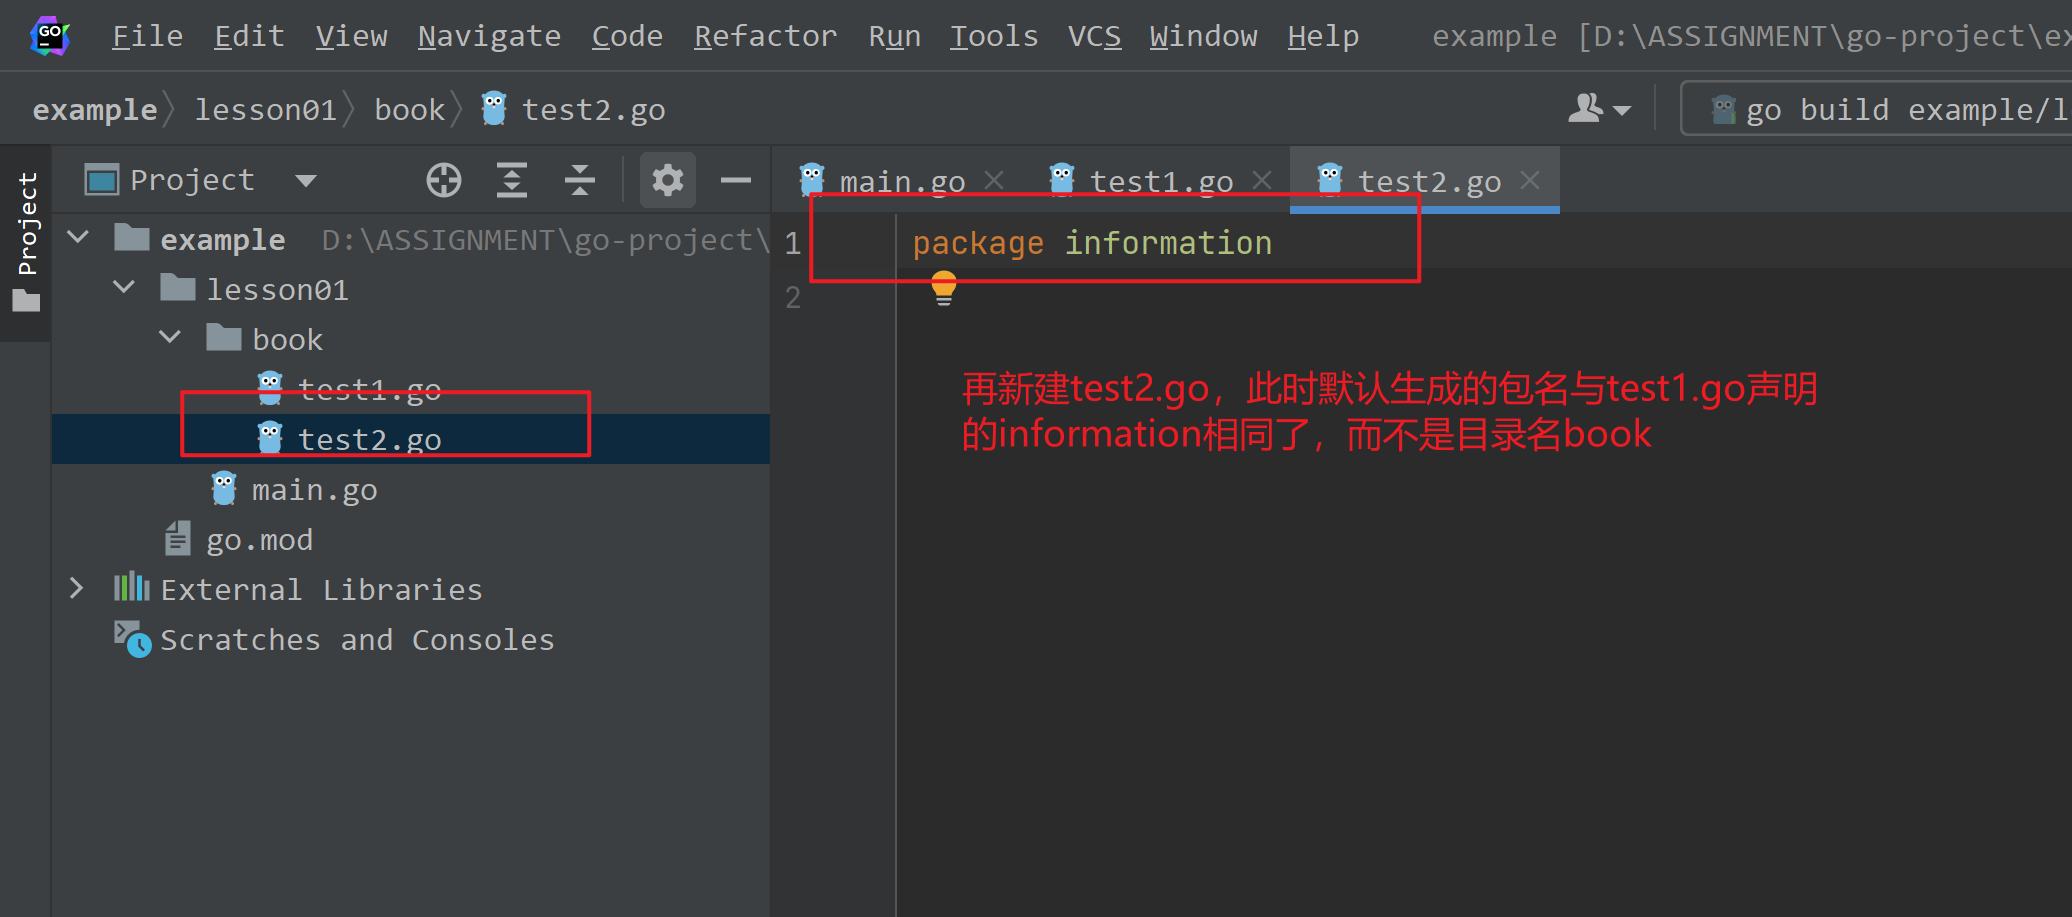 GO
File Edit View Navigate Code Refactor Run Tools VCS Window Help example [D:\ASSIGNMENT\go-project\ex
example lesson01 book test2.go
go build example/l
Project
Project
main.go test1.go test2.go
example D:\ASSIGNMENT\go-project\
lesson01
book
test1.go
test2.go
main.go
go.mod
External Libraries
Scratches and Consoles
1 package information
2
再新建test2.go，此时默认生成的包名与test1.go声明
的information相同了，而不是目录名book